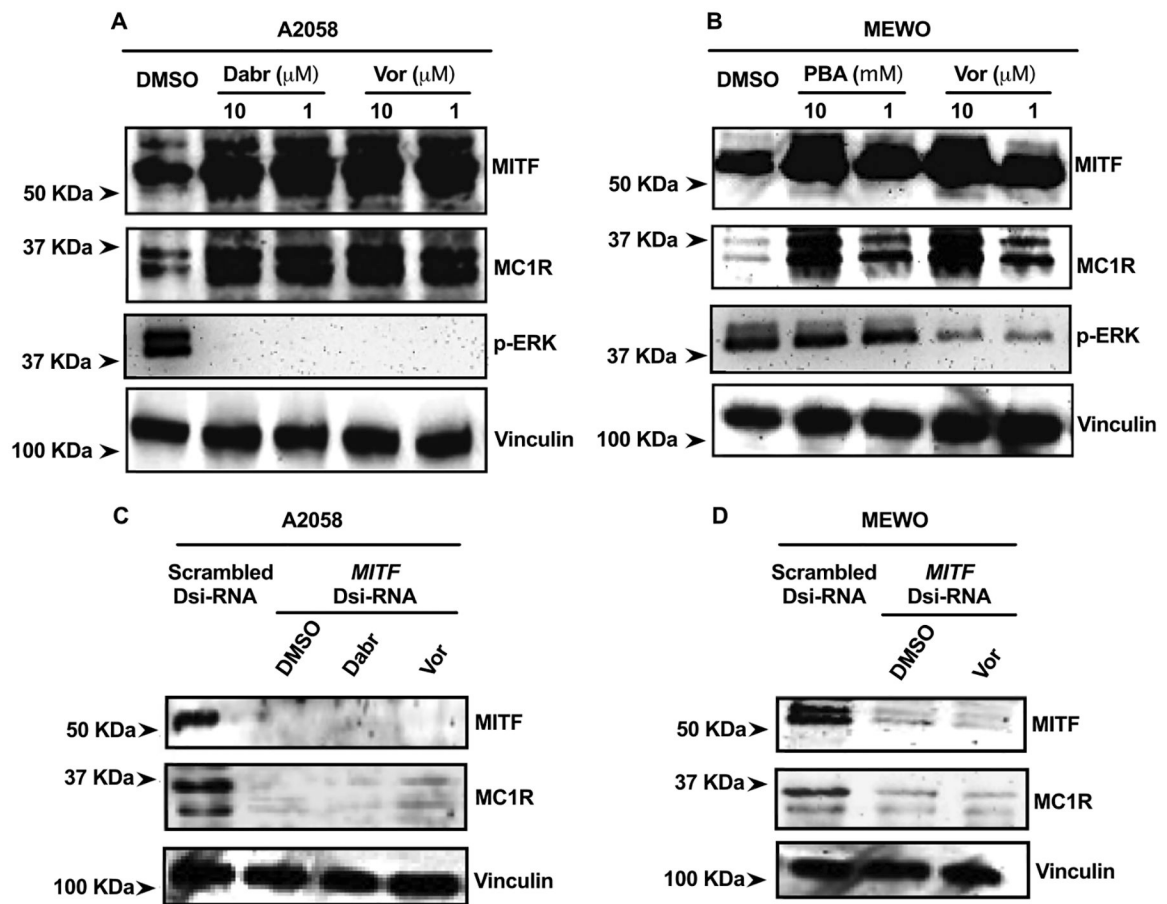 A
A2058
DMSO
Dabr (μM)
Vor (μM)
10
1
10
1
MITF
50 KDa
37 KDa
MC1R
p-ERK
37 KDa
Vinculin
100 KDa
B
MEWO
DMSO
PBA (mM)
Vor (μM)
10
1
10
1
MITF
50 KDa
37 KDa
MC1R
p-ERK
37 KDa
Vinculin
100 KDa
C
A2058
Scrambled
Dsi-RNA
MITF
Dsi-RNA
DMSO
Dabr
Vor
MITF
50 KDa
37 KDa
MC1R
Vinculin
100 KDa
D
MEWO
Scrambled
Dsi-RNA
MITF
Dsi-RNA
DMSO
Vor
MITF
50 KDa
37 KDa
MC1R
Vinculin
100 KDa